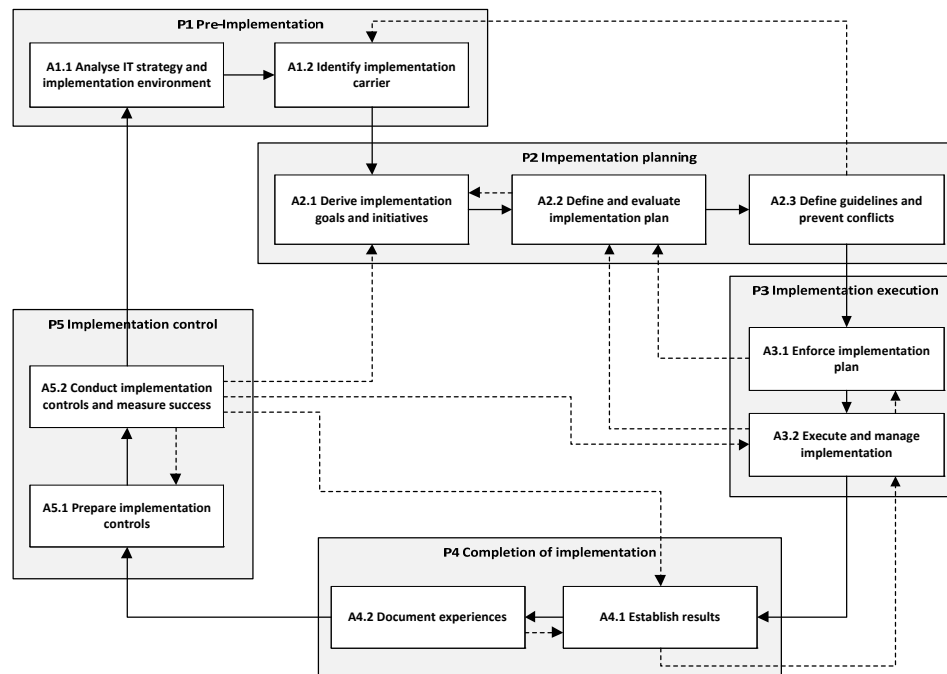 P1 Pre-Implementation
A1.1 Analyse IT strategy and
implementation environment
A1.2 Identify implementation
carrier
P2 Impementation planning
A2.1 Derive implementation
goals and initiatives
A2.2 Define and evaluate
implementation plan
A2.3 Define guidelines and
prevent conflicts
P3 Implementation execution
A3.1 Enforce implementation
plan
A3.2 Execute and manage
implementation
P4 Completion of implementation
A4.1 Establish results
A4.2 Document experiences
P5 Implementation control
A5.2 Conduct implementation
controls and measure success
A5.1 Prepare implementation
controls